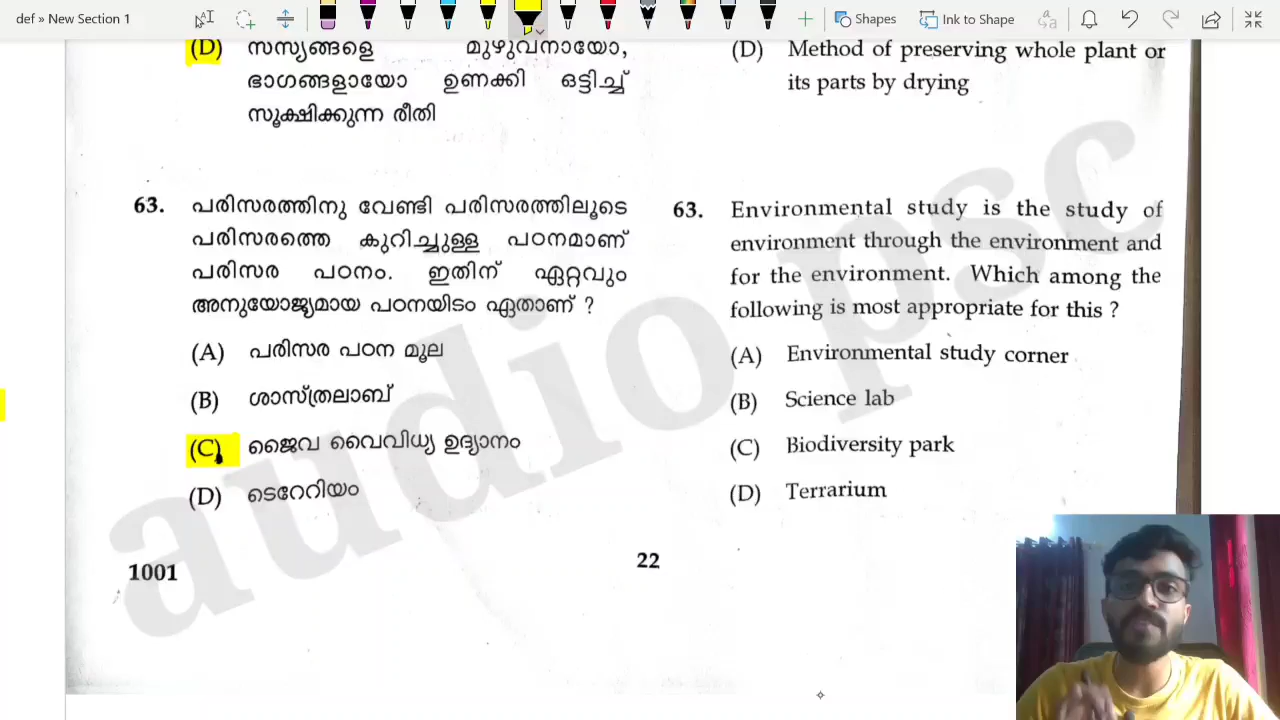 def » New Section 1
Shapes
Ink to Shape
(D) സസ്യങ്ങളെ മുഴുവനായോ,
ഭാഗങ്ങളായോ ഉണക്കി ഒട്ടിച്ച്
സൂക്ഷിക്കുന്ന രീതി
(D) Method of preserving whole plant or
its parts by drying
63. പരിസരത്തിനു വേണ്ടി പരിസരത്തിലൂടെ
പരിസരത്തെ കുറിച്ചുള്ള പഠനമാണ്
പരിസര പഠനം. ഇതിന് ഏറ്റവും
അനുയോജ്യമായ പഠനയിടം ഏതാണ് ?
(A) പരിസര പഠന മൂല
(B) ശാസ്ത്രലാബ്
(C) ജൈവ വൈവിധ്യ ഉദ്യാനം
(D) ടെറേറിയം
63. Environmental study is the study of
environment through the environment and
for the environment. Which among the
following is most appropriate for this ?
(A) Environmental study corner
(B) Science lab
(C) Biodiversity park
(D) Terrarium
audio psc
1001
22